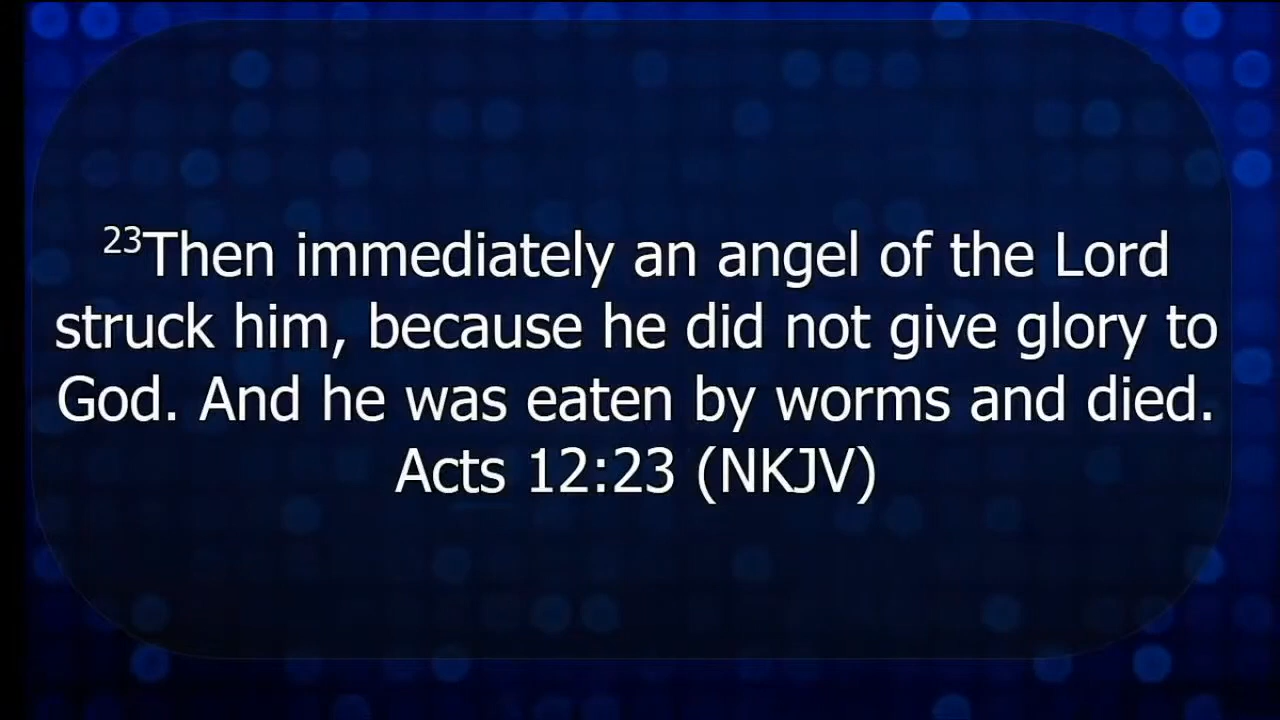 23Then immediately an angel of the Lord
struck him, because he did not give glory to
God. And he was eaten by worms and died.
Acts 12:23 (NKJV)